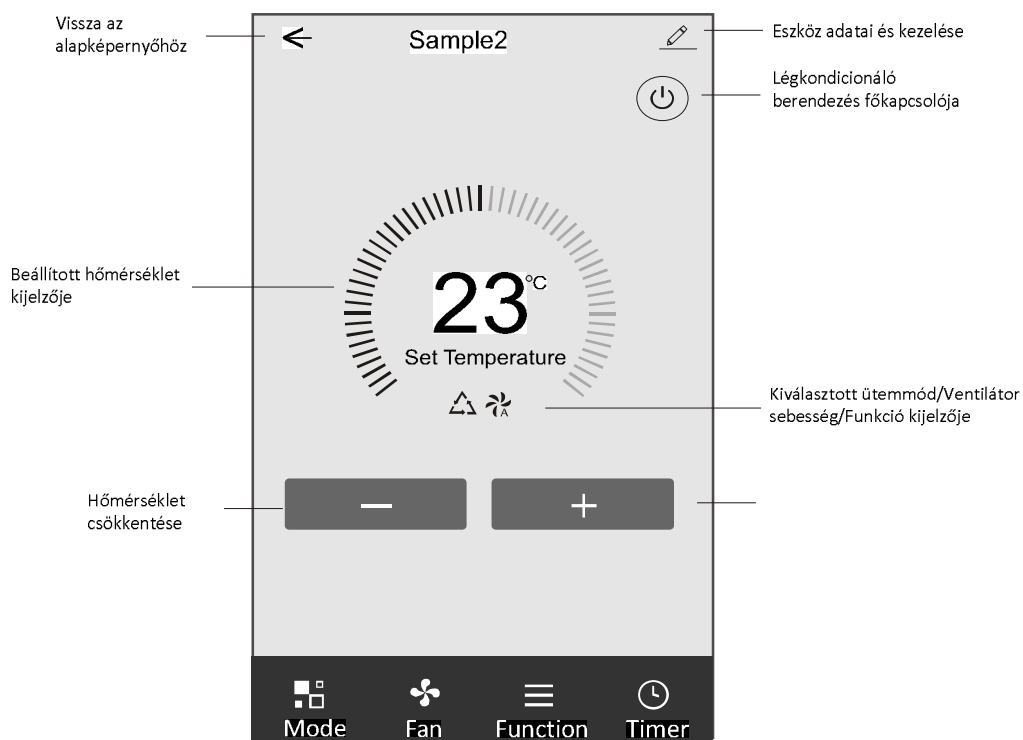 Vissza az
alapképernyőhöz
Sample2
Eszköz adatai és kezelése
Légkondicionáló
berendezés főkapcsolója
Beállított hőmérséklet
kijelzője
23°C
Set Temperature
A
Kiválasztott ütemmód/Ventilátor
sebesség/Funkció kijelzője
Hőmérséklet
csökkentése
−
+
Mode
Fan
Function
Timer